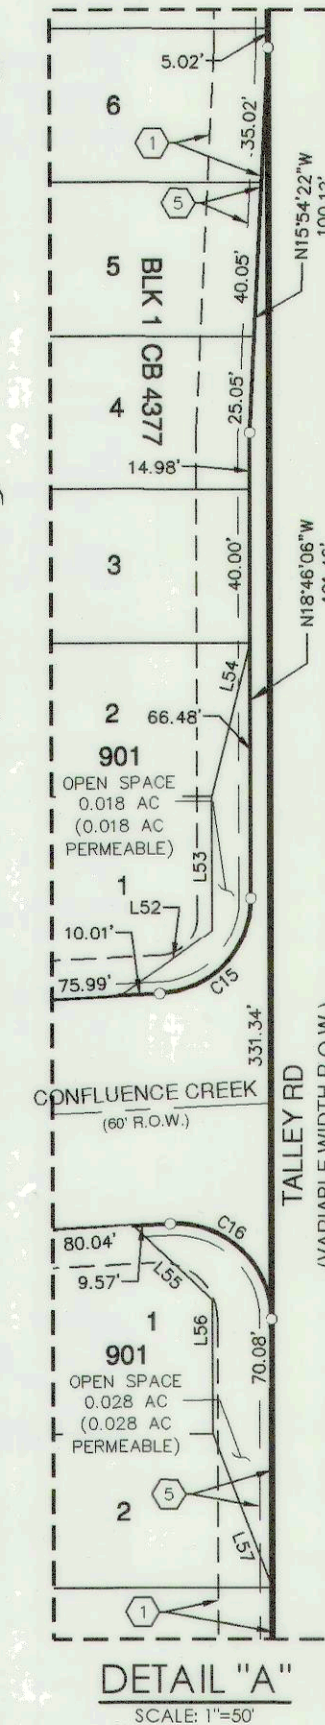 5.02'
6
1
35.02'
N15°54'22"W
100.12'
5
5
40.05'
BLK 1 CB 4377
4
25.05'
14.98'
3
40.00'
N18°46'06"W
L54
2
66.48'
901
OPEN SPACE
0.018 AC
(0.018 AC
PERMEABLE)
L53
1
L52
10.01'
75.99'
C15
331.34'
CONFLUENCE CREEK
(60' R.O.W.)
TALLEY RD
(VARIABLE WIDTH R.O.W.)
C16
80.04'
9.57'
L55
1
L56
901
70.08'
OPEN SPACE
0.028 AC
(0.028 AC
PERMEABLE)
5
2
L57
1
DETAIL "A"
SCALE: 1"=50'